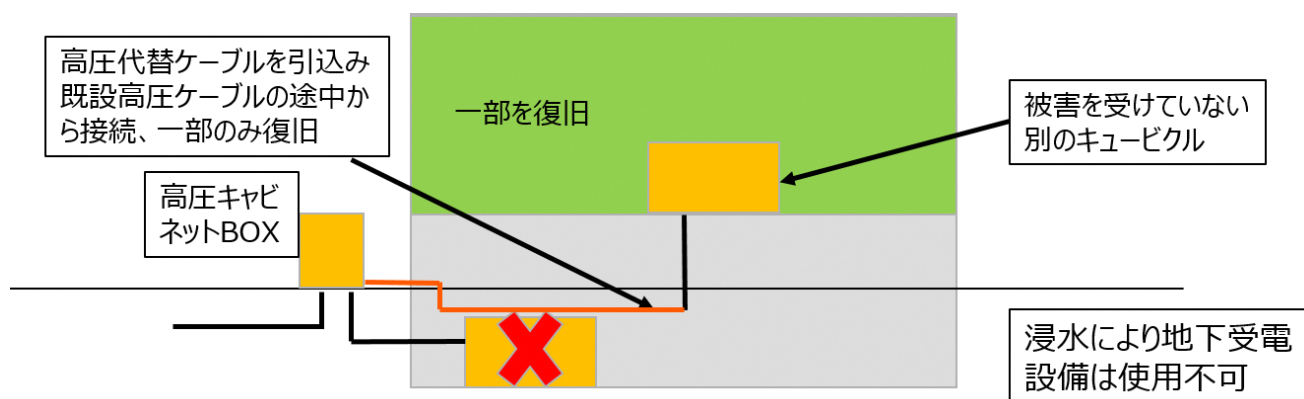 高圧代替ケーブルを引込み
既設高圧ケーブルの途中か
ら接続、一部のみ復旧
一部を復旧
被害を受けていない
別のキュービクル
高圧キャビ
ネットBOX
浸水により地下受電
設備は使用不可